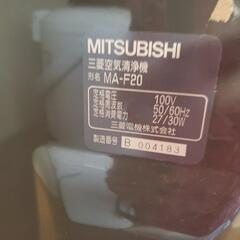 MITSUBISHI
三菱空気清浄機
形名 MA-F20
定格電圧 100V
定格周波数 50/60Hz
定格消費電力 27/30W
三菱電機株式会社
製造番号 B 004183